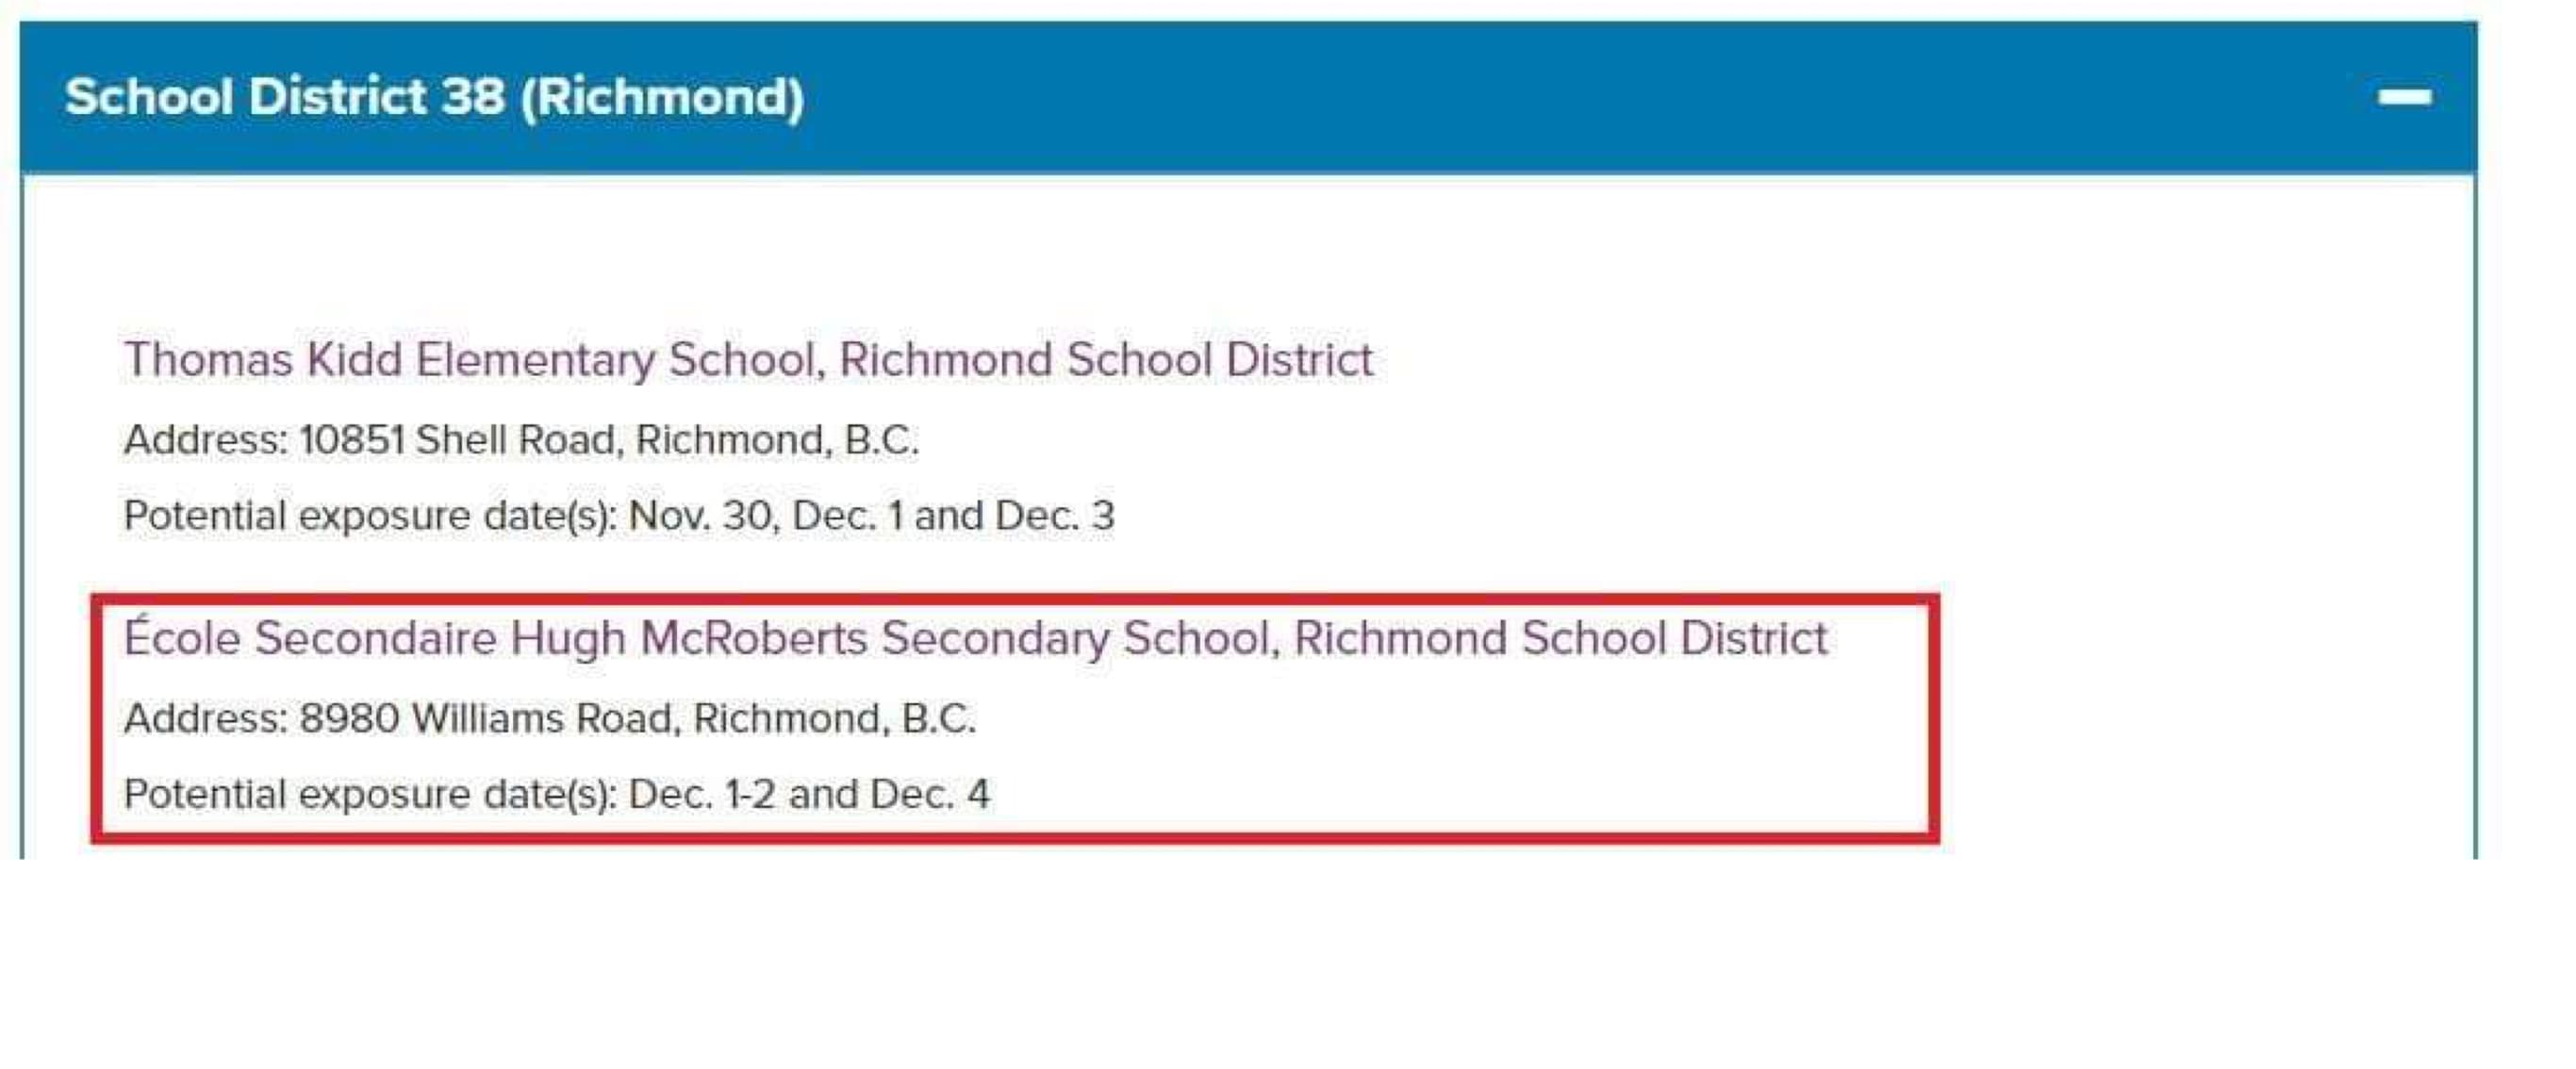 School District 38 (Richmond)
Thomas Kidd Elementary School, Richmond School District
Address: 10851 Shell Road, Richmond, B.C.
Potential exposure date(s): Nov. 30, Dec. 1 and Dec. 3
École Secondaire Hugh McRoberts Secondary School, Richmond School District
Address: 8980 Williams Road, Richmond, B.C.
Potential exposure date(s): Dec. 1-2 and Dec. 4